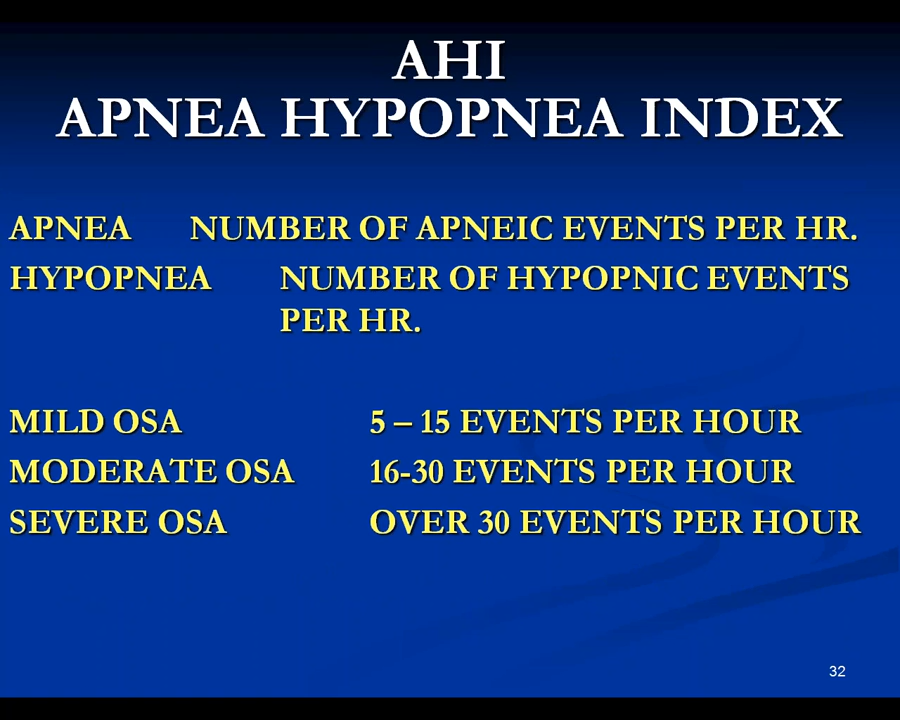 AHI
APNEA HYPOPNEA INDEX
APNEA NUMBER OF APNEIC EVENTS PER HR.
HYPOPNEA NUMBER OF HYPOPNIC EVENTS
PER HR.
MILD OSA 5 – 15 EVENTS PER HOUR
MODERATE OSA 16-30 EVENTS PER HOUR
SEVERE OSA OVER 30 EVENTS PER HOUR
32